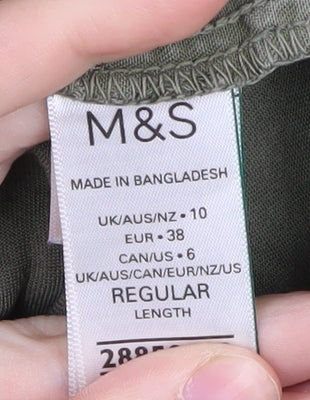 M&S
MADE IN BANGLADESH
UK/AUS/NZ • 10
EUR • 38
CAN/US • 6
UK/AUS/CAN/EUR/NZ/US
REGULAR
LENGTH